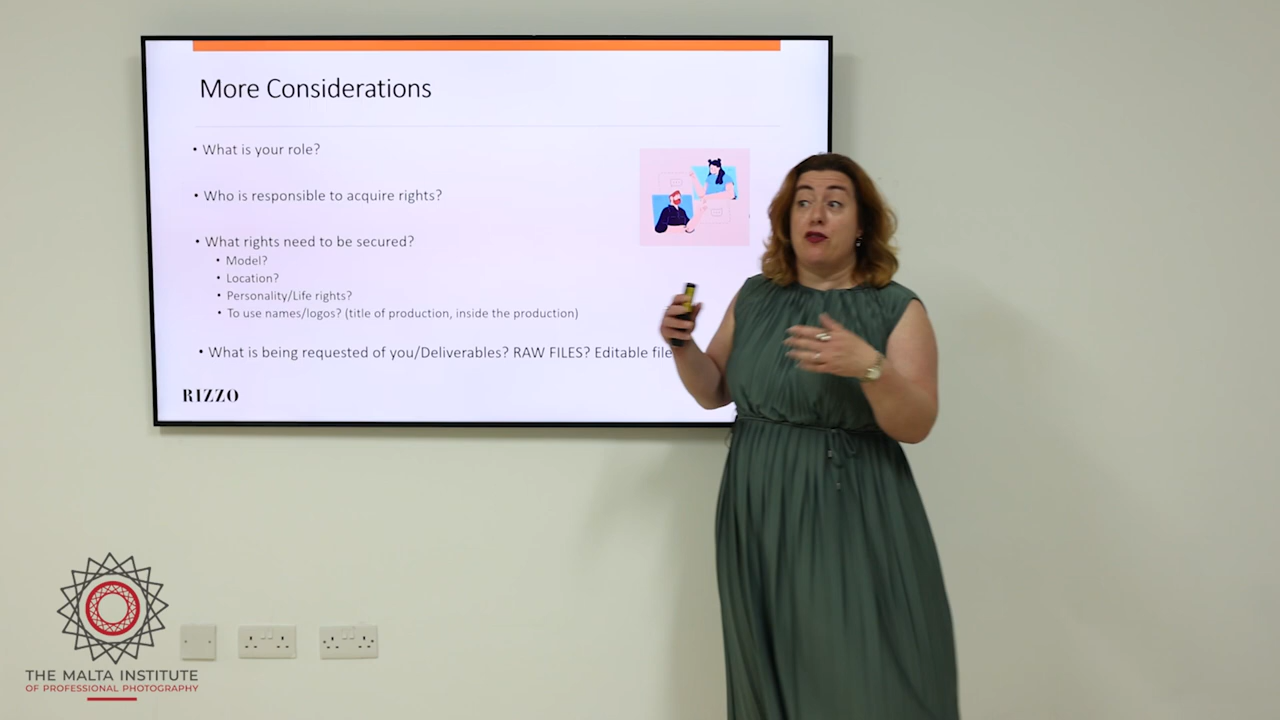 More Considerations
• What is your role?
• Who is responsible to acquire rights?
• What rights need to be secured?
• Model?
• Location?
• Personality/Life rights?
• To use names/logos? (title of production, inside the production)
• What is being requested of you/Deliverables? RAW FILES? Editable file
RIZZO
THE MALTA INSTITUTE
OF PROFESSIONAL PHOTOGRAPHY